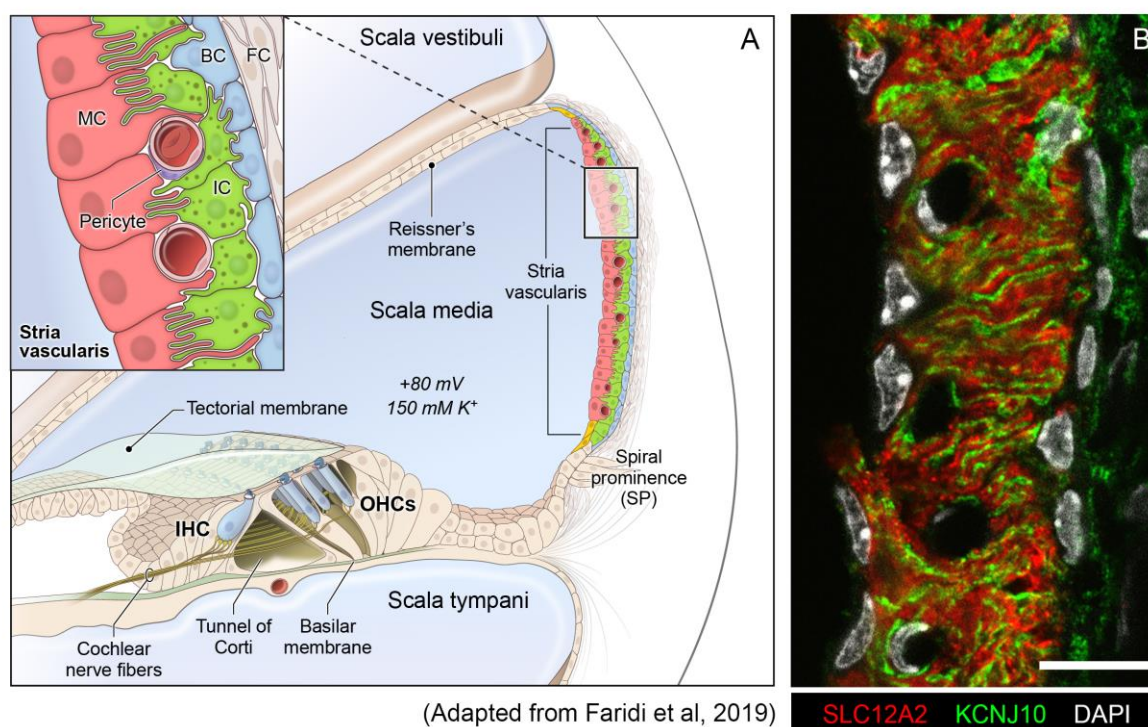 A
Scala vestibuli
BC
FC
MC
IC
Pericyte
Stria
vascularis
Reissner's
membrane
Stria
vascularis
Scala media
+80 mV
150 mM K+
Tectorial membrane
Spiral
prominence
(SP)
IHC
OHCs
Scala tympani
Cochlear
nerve fibers
Tunnel of
Corti
Basilar
membrane
(Adapted from Faridi et al, 2019)
B
SLC12A2 KCNJ10 DAPI